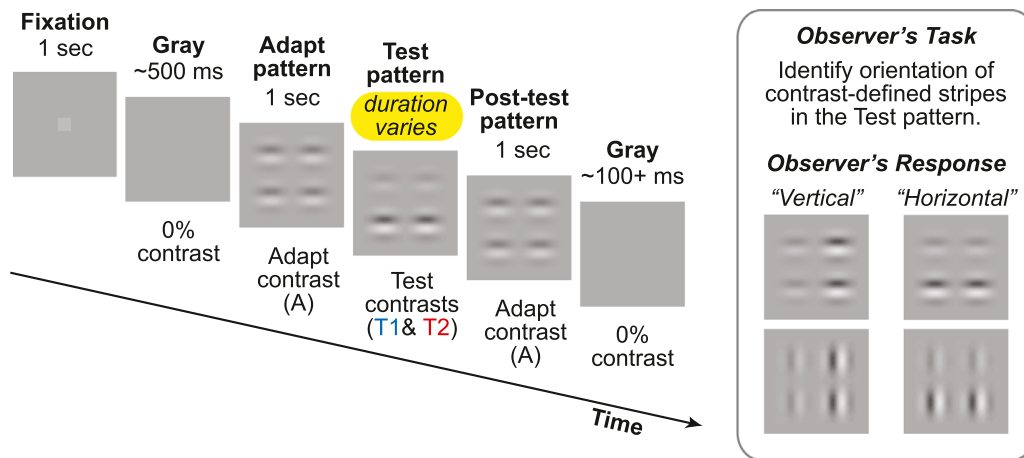 Fixation
1 sec
Gray
~500 ms
0%
contrast
Adapt
pattern
1 sec
Adapt
contrast
(A)
Test
pattern
duration
varies
Test
contrasts
(T1& T2)
Post-test
pattern
1 sec
Adapt
contrast
(A)
Gray
~100+ ms
0%
contrast
Time
Observer’s Task
Identify orientation of
contrast-defined stripes
in the Test pattern.
Observer’s Response
“Vertical” “Horizontal”